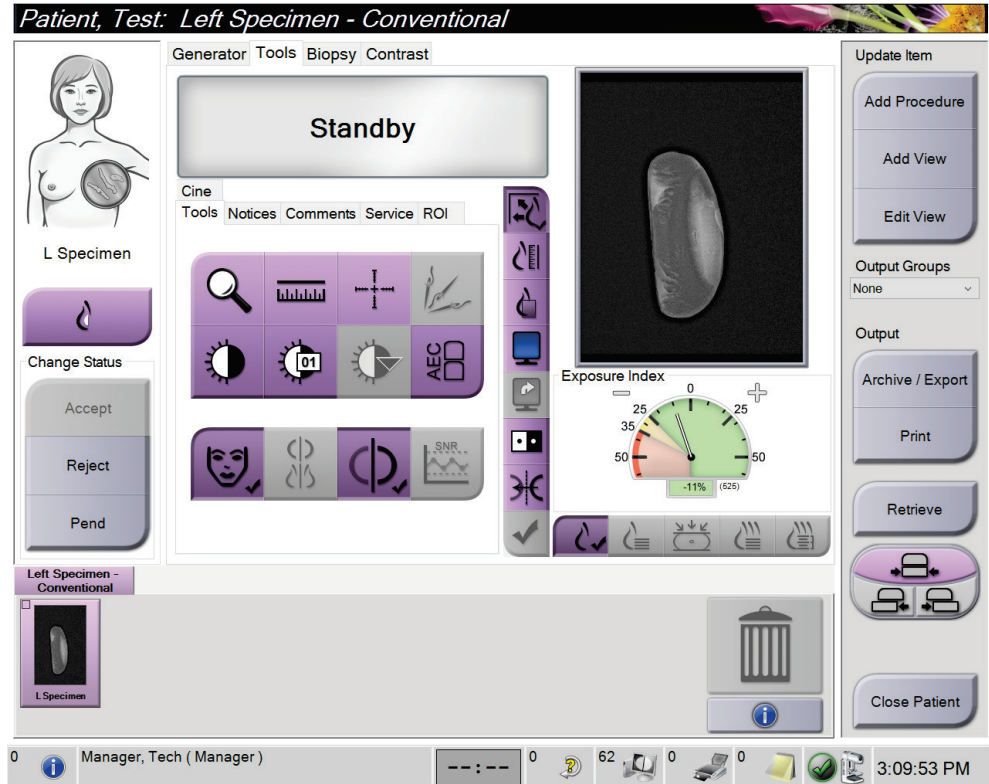 Patient, Test: Left Specimen - Conventional
Generator Tools Biopsy Contrast
Standby
Cine
Tools Notices Comments Service ROI
01
AEC
SNR
L Specimen
Change Status
Accept
Reject
Pend
Exposure Index
0
25
25
35
50
50
-11%
(625)
Update Item
Add Procedure
Add View
Edit View
Output Groups
None
Output
Archive / Export
Print
Retrieve
Close Patient
Left Specimen -
Conventional
L Specimen
0
Manager, Tech ( Manager )
--:--
0
62
0
0
3:09:53 PM